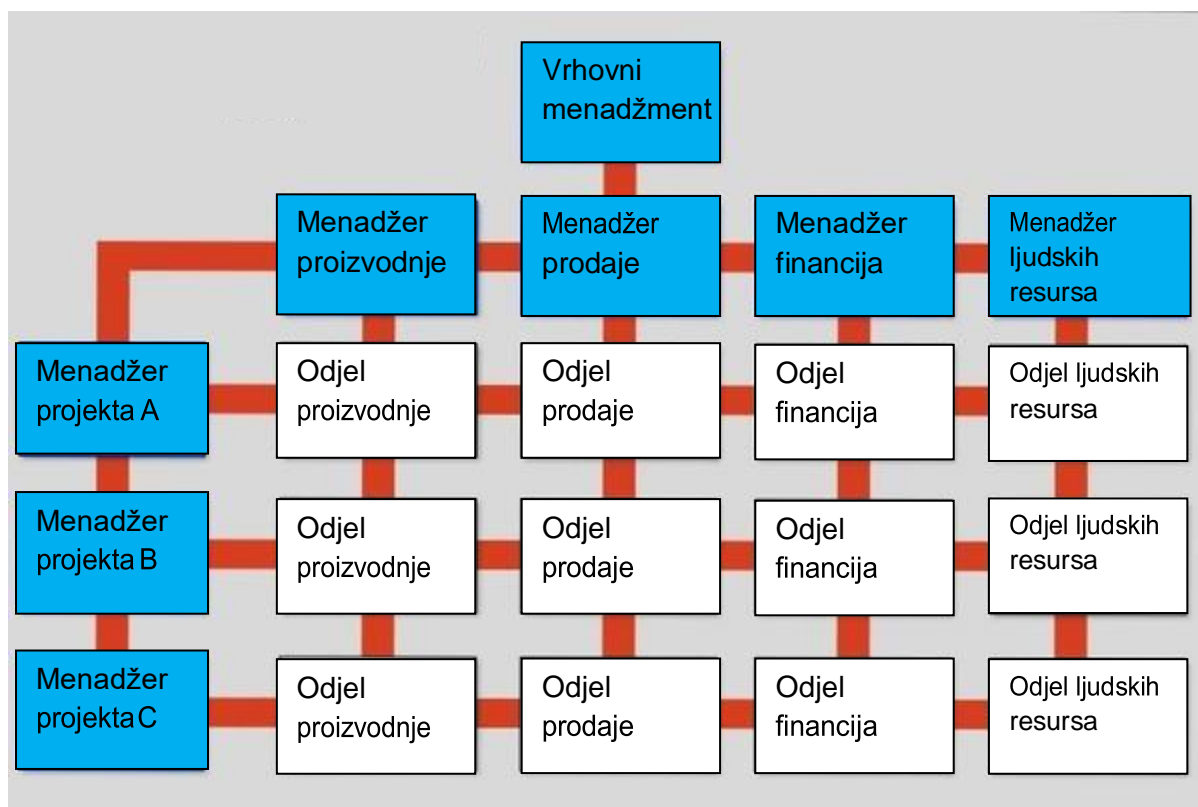 Vrhovni
menadžment
Menadžer
proizvodnje
Menadžer
prodaje
Menadžer
financija
Menadžer
ljudskih
resursa
Menadžer
projekta A
Odjel
proizvodnje
Odjel
prodaje
Odjel
financija
Odjel ljudskih
resursa
Menadžer
projekta B
Odjel
proizvodnje
Odjel
prodaje
Odjel
financija
Odjel ljudskih
resursa
Menadžer
projekta C
Odjel
proizvodnje
Odjel
prodaje
Odjel
financija
Odjel ljudskih
resursa